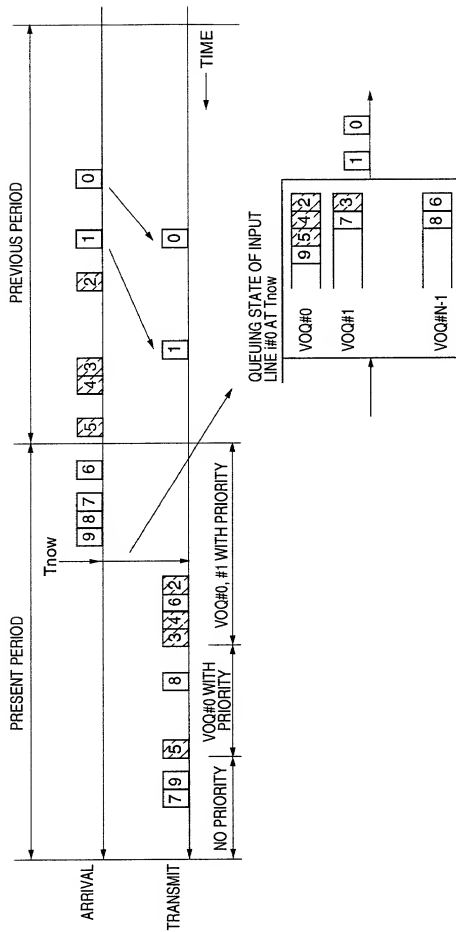 PRESENT PERIOD
PREVIOUS PERIOD
ARRIVAL
9 8 7 6 5 4 3 2 1 0
Tnow
TRANSMIT
7 9 5 8 3 4 6 2 1 0
TIME
NO PRIORITY
VOQ#0 WITH
PRIORITY
VOQ#0, #1 WITH PRIORITY
QUEUING STATE OF INPUT
LINE i#0 AT Tnow
VOQ#0
9 5 4 2
VOQ#1
7 3
VOQ#N-1
8 6
1 0